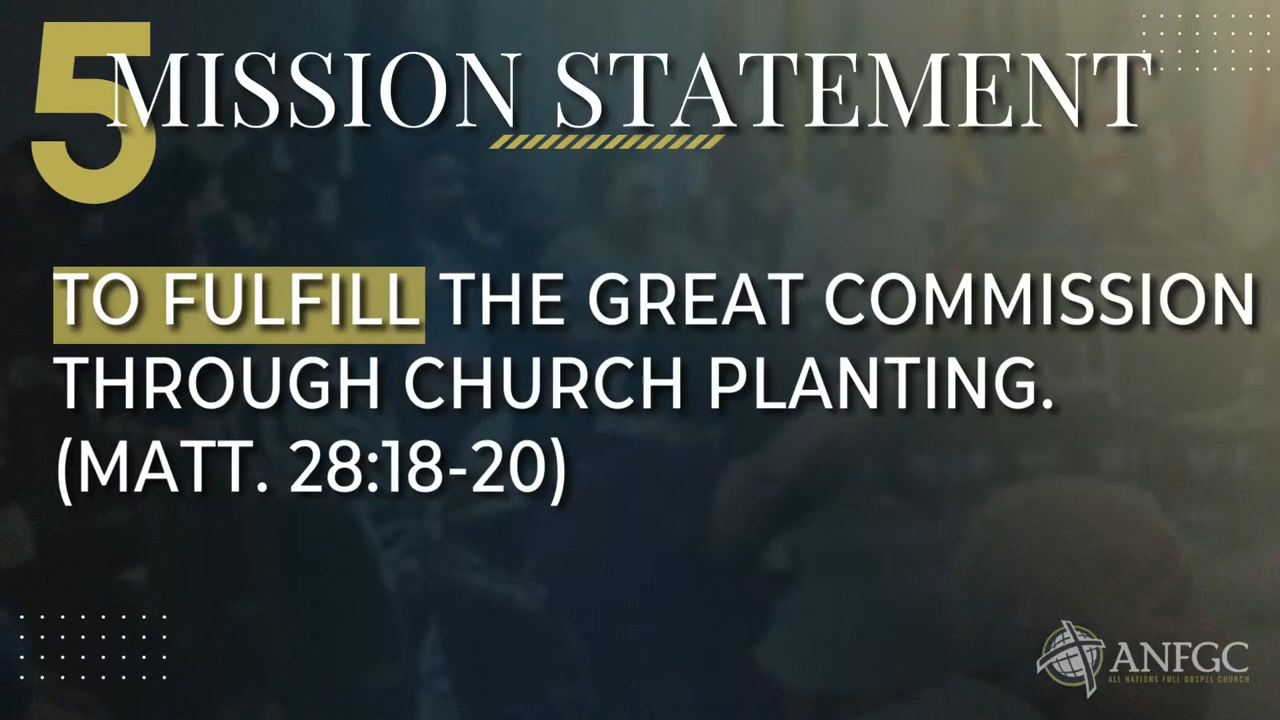 5
MISSION STATEMENT
TO FULFILL THE GREAT COMMISSION
THROUGH CHURCH PLANTING.
(MATT. 28:18-20)
ANFGC
ALL NATIONS FULL GOSPEL CHURCH